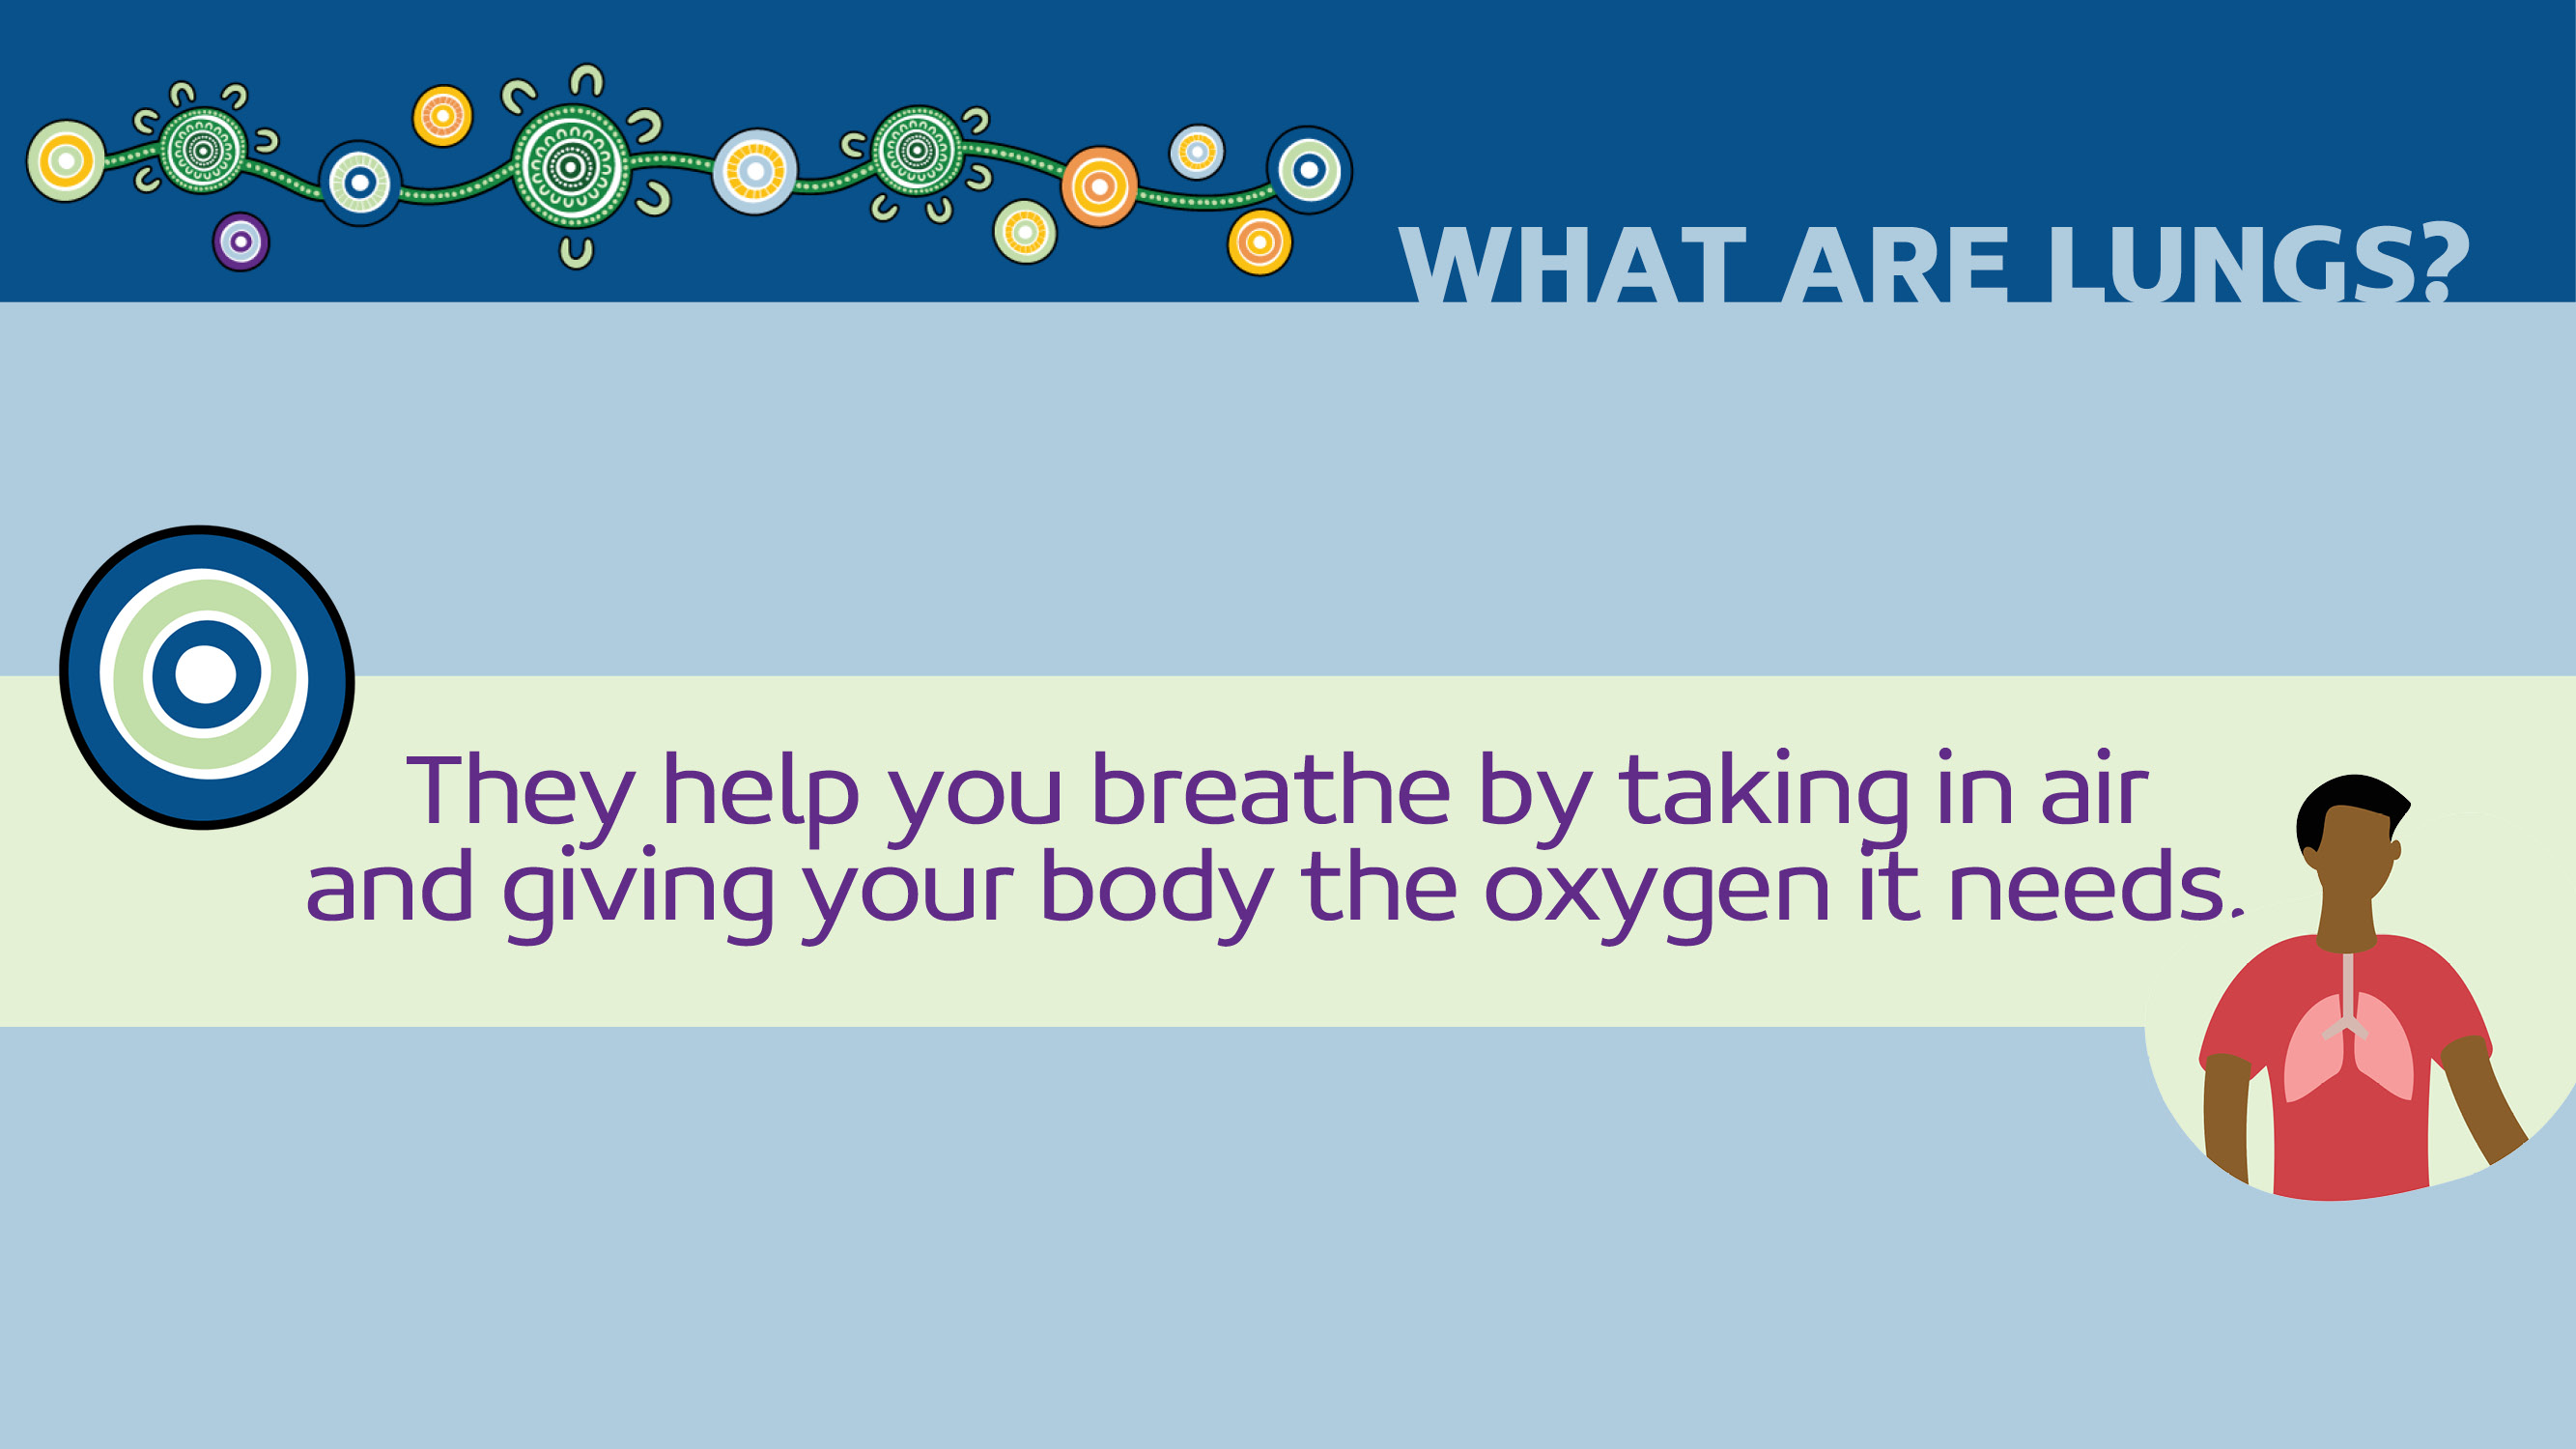 WHAT ARE LUNGS?
They help you breathe by taking in air
and giving your body the oxygen it needs.